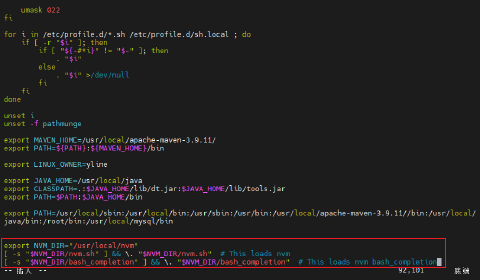 umask 022
fi
for i in /etc/profile.d/*.sh /etc/profile.d/sh.local ; do
if [ -r "$i" ]; then
if [ "${-#*i}" != "$-" ]; then
. "$i"
else
. "$i" >/dev/null
fi
fi
done
unset i
unset -f pathmunge
export MAVEN_HOME=/usr/local/apache-maven-3.9.11/
export PATH=${PATH}:${MAVEN_HOME}/bin
export LINUX_OWNER=yline
export JAVA_HOME=/usr/local/java
export CLASSPATH=.:$JAVA_HOME/lib/dt.jar:$JAVA_HOME/lib/tools.jar
export PATH=$PATH:$JAVA_HOME/bin
export PATH=/usr/local/sbin:/usr/local/bin:/usr/sbin:/usr/bin:/usr/local/apache-maven-3.9.11//bin:/usr/local/
java/bin:/root/bin:/usr/local/mysql/bin
export NVM_DIR="/usr/local/nvm"
[ -s "$NVM_DIR/nvm.sh" ] && \. "$NVM_DIR/nvm.sh"  # This loads nvm
[ -s "$NVM_DIR/bash_completion" ] && \. "$NVM_DIR/bash_completion"  # This loads nvm bash_completion
-- 插入 -- 92,101 底端